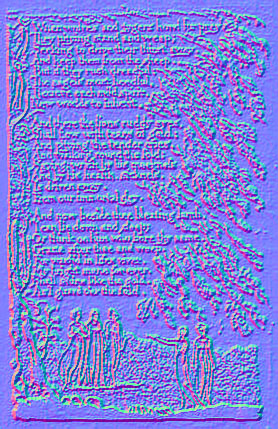 When wolves and tygers howl for prey
They pitying stand and weep
Seeking to drive their thirst away
And keep them from the sheep
But if they rush dreadful
The angels most heedful
Recieve each mild spirit
New worlds to inherit.

And there the lions ruddy eyes
Shall flow with tears of gold
And pitying the tender cries
And walking round the fold
Saying wrath by his meekness
And by his health sickness
Is driven away
From our immortal day.

And now beside thee bleating lamb
I can lie down and sleep
Or think on him who bore thy name
Graze after thee and weep
For wash'd in lifes river
My bright mane for ever
Shall shine like the gold
As I guard o'er the fold